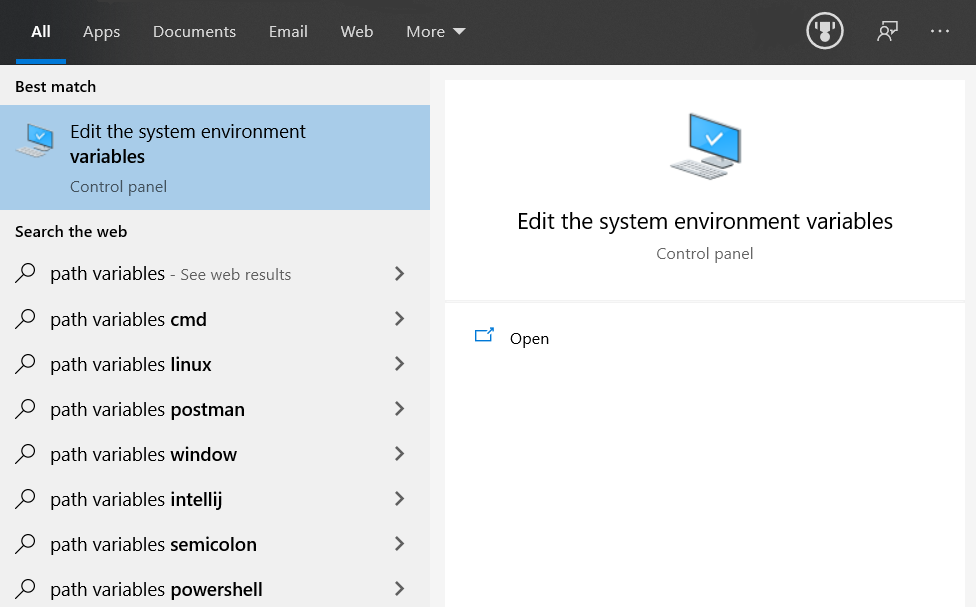 All Apps Documents Email Web More
Best match
Edit the system environment
variables
Control panel
Search the web
path variables - See web results
path variables cmd
path variables linux
path variables postman
path variables window
path variables intellij
path variables semicolon
path variables powershell
Edit the system environment variables
Control panel
Open